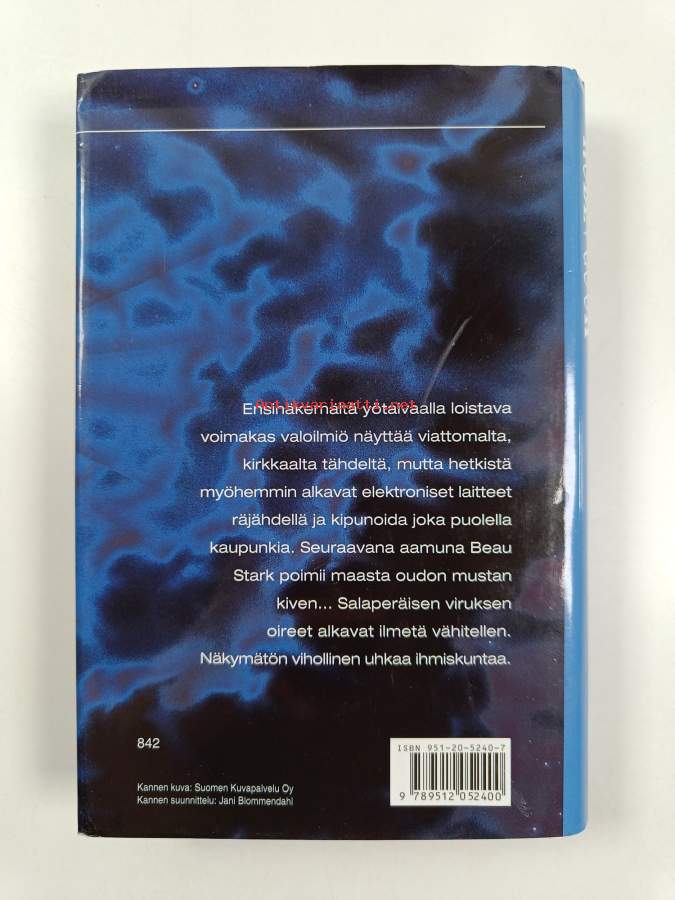 Ensinäkemältä yötaivaalla loistava
Antikvariaatti.net
voimakas valoilmiö näyttää viattomalta,
kirkkaalta tähdeltä, mutta hetkistä
myöhemmin alkavat elektroniset laitteet
räjähdellä ja kipunoida joka puolella
kaupunkia. Seuraavana aamuna Beau
Stark poimii maasta oudon mustan
kiven... Salaperäisen viruksen
oireet alkavat ilmetä vähitellen.
Näkymätön vihollinen uhkaa ihmiskuntaa.
842
ISBN 951-20-5240-7
9 789512 052400
Kannen kuva: Suomen Kuvapalvelu Oy
Kannen suunnittelu: Jani Blommendahl